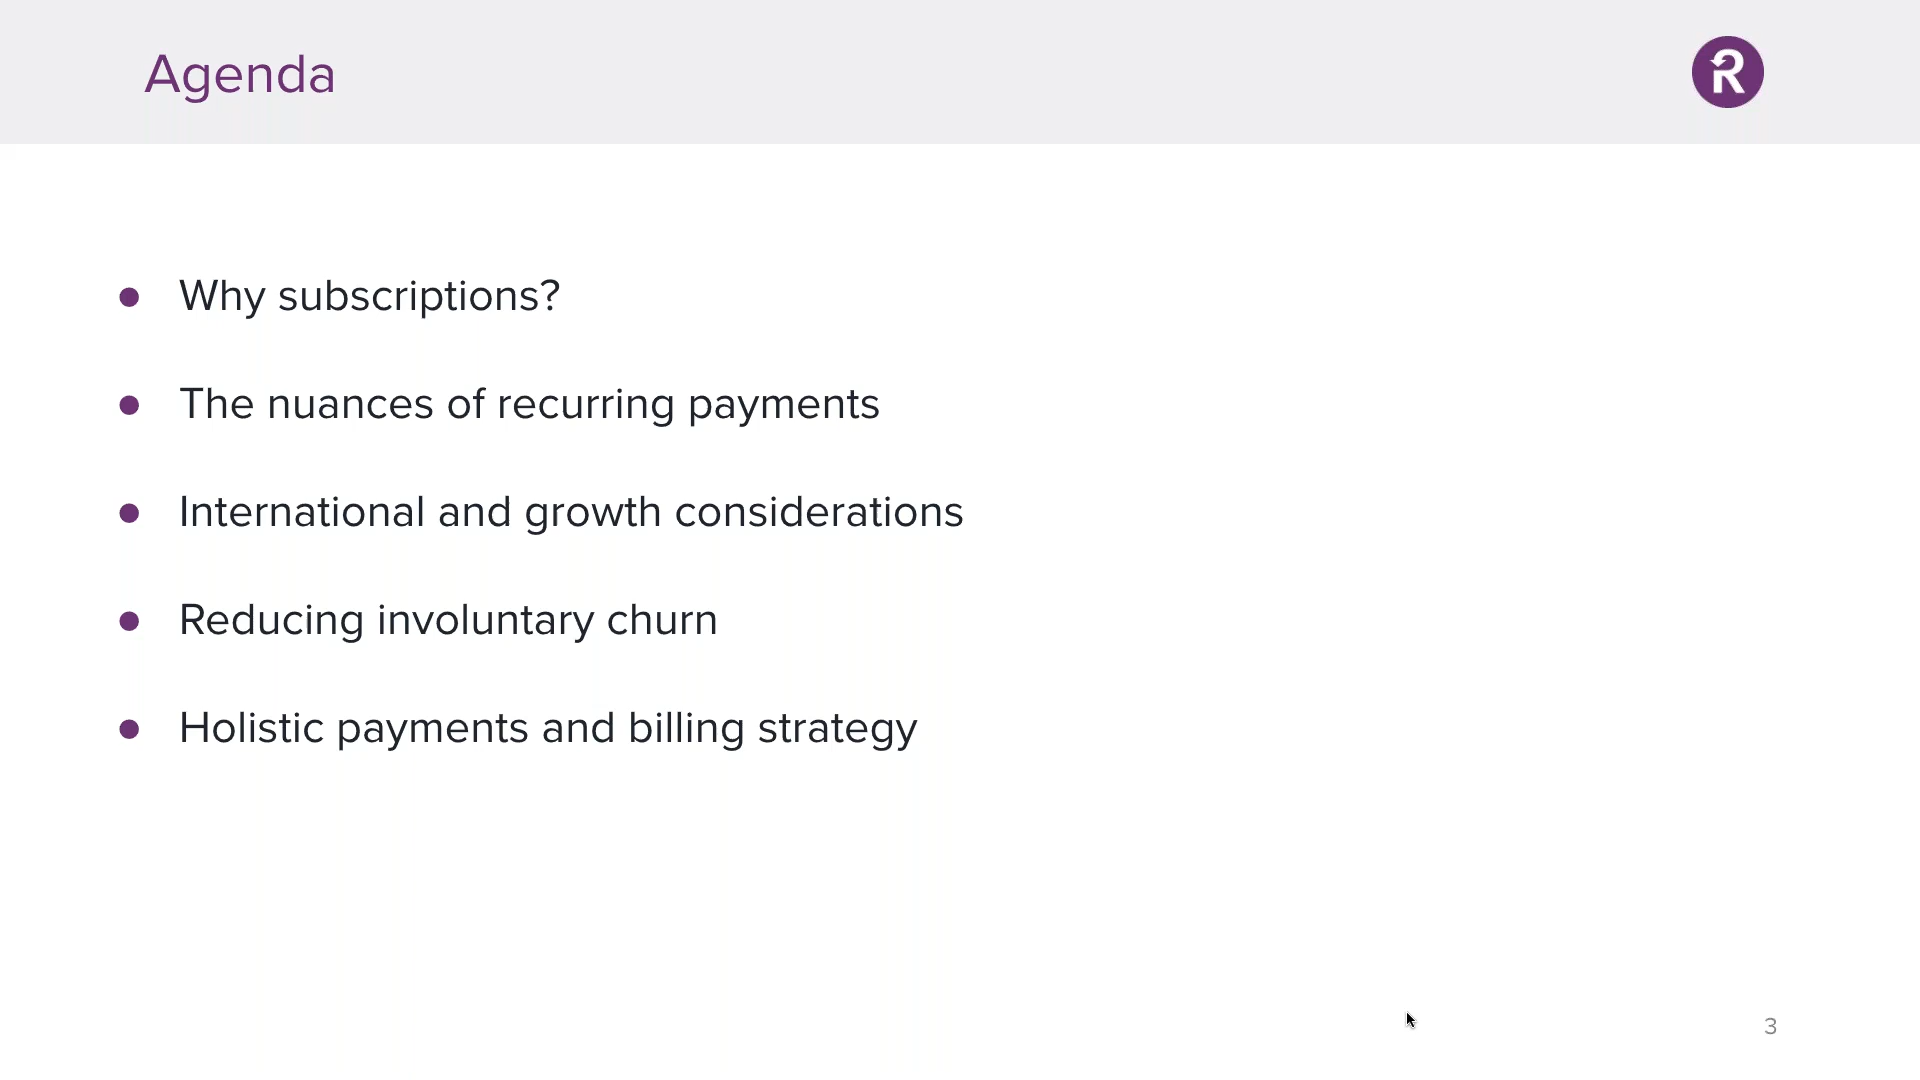 Agenda
R
● Why subscriptions?
● The nuances of recurring payments
● International and growth considerations
● Reducing involuntary churn
● Holistic payments and billing strategy
3